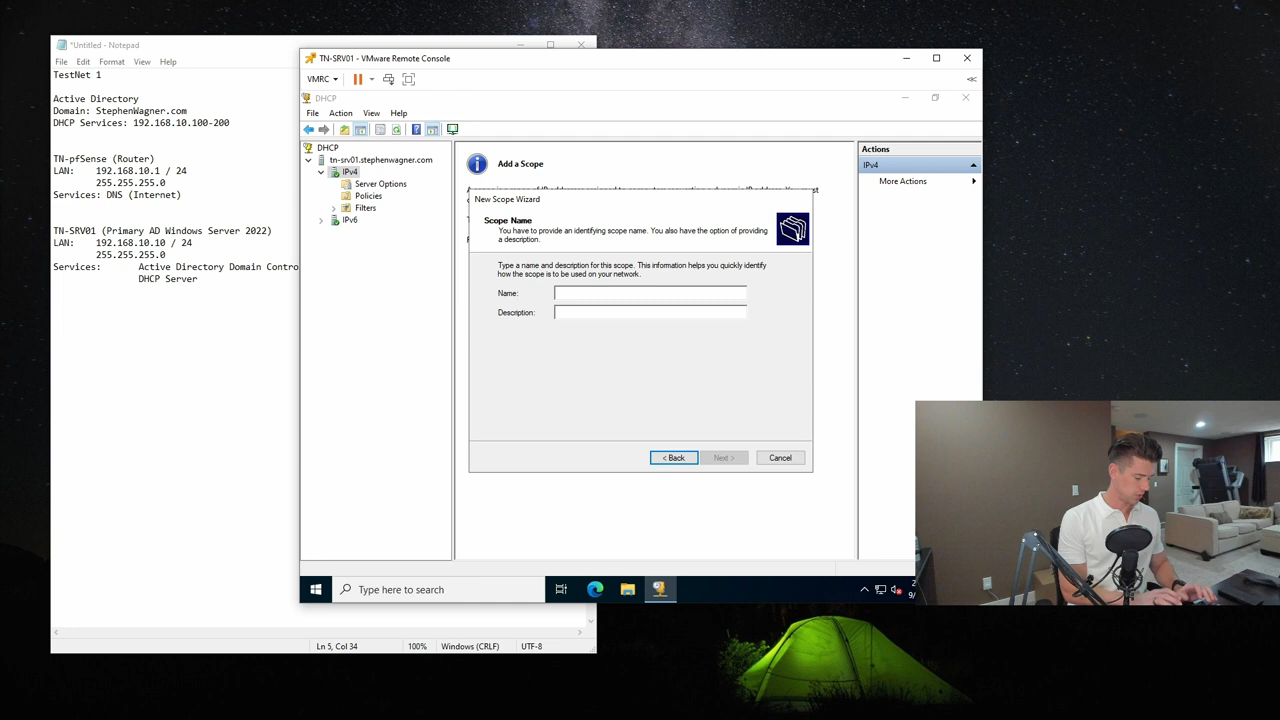 *Untitled - Notepad
File Edit Format View Help
TestNet 1
Active Directory
Domain: StephenWagner.com
DHCP Services: 192.168.10.100-200
TN-pfSense (Router)
LAN: 192.168.10.1 / 24
255.255.255.0
Services: DNS (Internet)
TN-SRV01 (Primary AD Windows Server 2022)
LAN: 192.168.10.10 / 24
255.255.255.0
Services: Active Directory Domain Contro
DHCP Server
Ln 5, Col 34 100% Windows (CRLF) UTF-8
TN-SRV01 - VMware Remote Console
VMRC
DHCP
File Action View Help
DHCP
tn-srv01.stephenwagner.com
IPv4
Server Options
Policies
Filters
IPv6
Add a Scope
New Scope Wizard
Scope Name
You have to provide an identifying scope name. You also have the option of providing
a description.
Type a name and description for this scope. This information helps you quickly identify
how the scope is to be used on your network.
Name:
Description:
< Back Next > Cancel
Actions
IPv4
More Actions
Type here to search